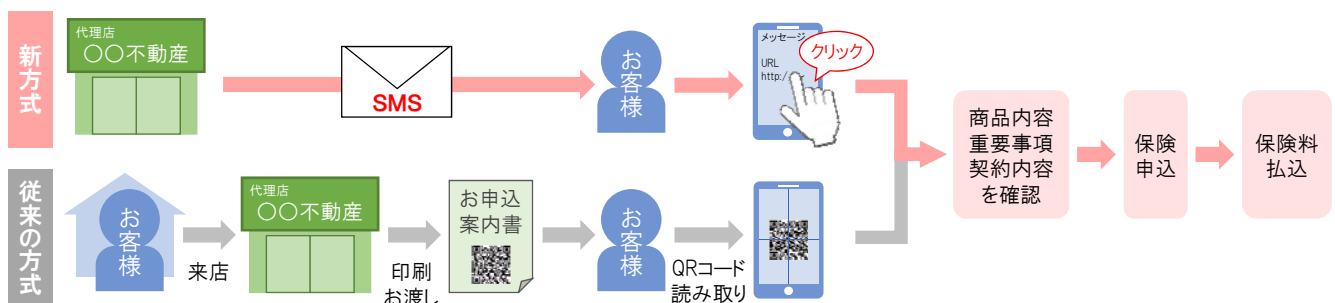 新方式
代理店
〇〇不動産
SMS
お客様
メッセージ
URL
http://
クリック
従来の方式
お客様
来店
代理店
〇〇不動産
印刷
お渡し
お申込
案内書
お客様
QRコード
読み取り
商品内容
重要事項
契約内容
を確認
保険
申込
保険料
払込